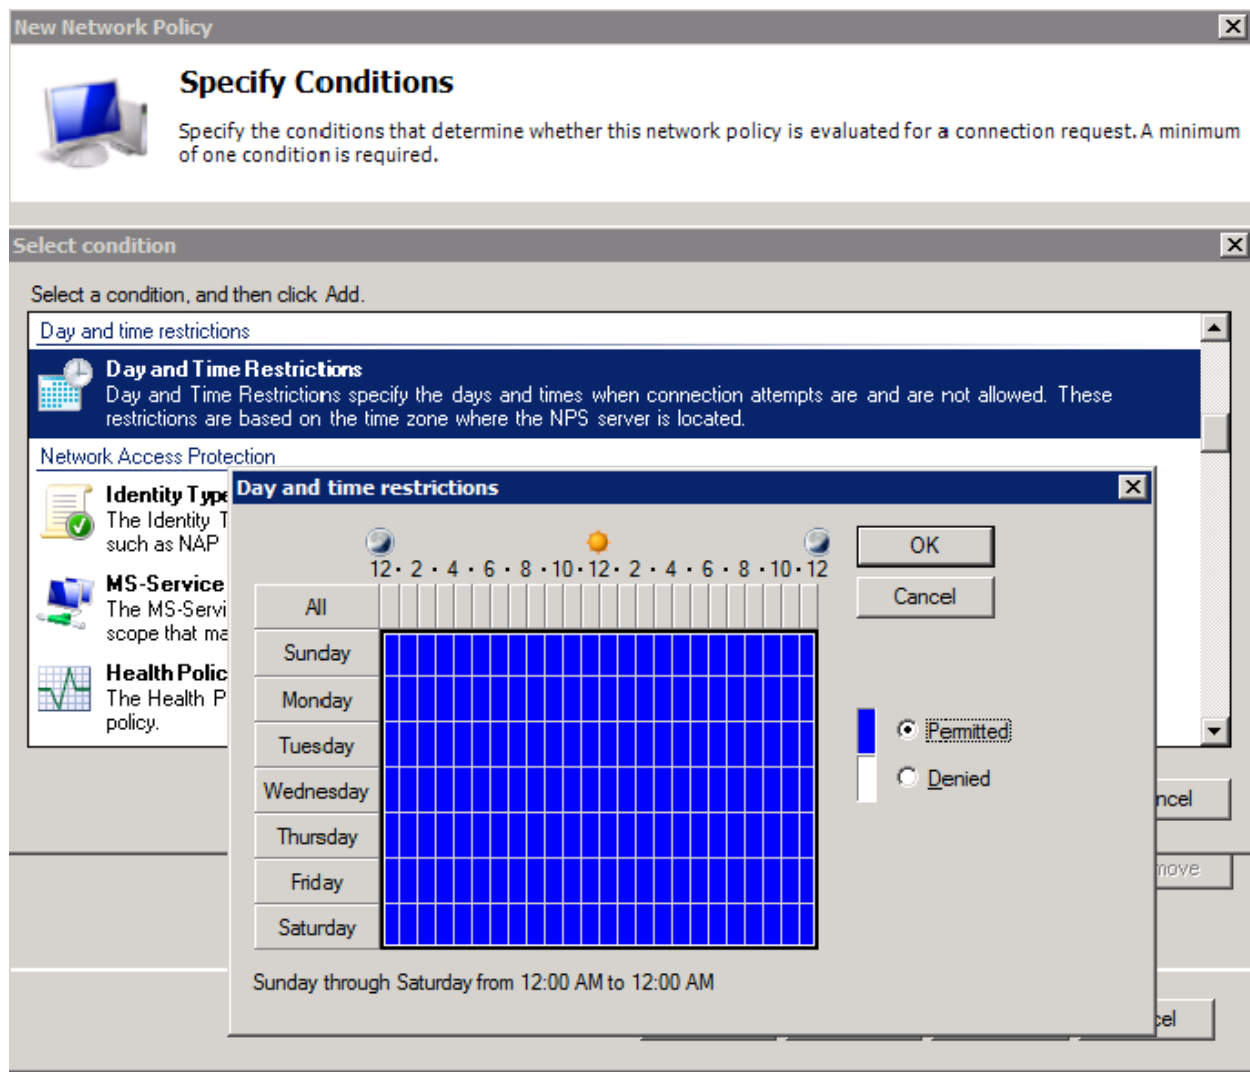 New Network Policy
Specify Conditions
Specify the conditions that determine whether this network policy is evaluated for a connection request. A minimum
of one condition is required.
Select condition
Select a condition, and then click Add.
Day and time restrictions
Day and Time Restrictions
Day and Time Restrictions specify the days and times when connection attempts are and are not allowed. These
restrictions are based on the time zone where the NPS server is located.
Network Access Protection
Identity Type
The Identity T
such as NAP
MS-Service
The MS-Servi
scope that ma
Health Polic
The Health P
policy.
Day and time restrictions
12 · 2 · 4 · 6 · 8 · 10 · 12 · 2 · 4 · 6 · 8 · 10 · 12
All
Sunday
Monday
Tuesday
Wednesday
Thursday
Friday
Saturday
Sunday through Saturday from 12:00 AM to 12:00 AM
OK
Cancel
Permitted
Denied
ncel
move
cel